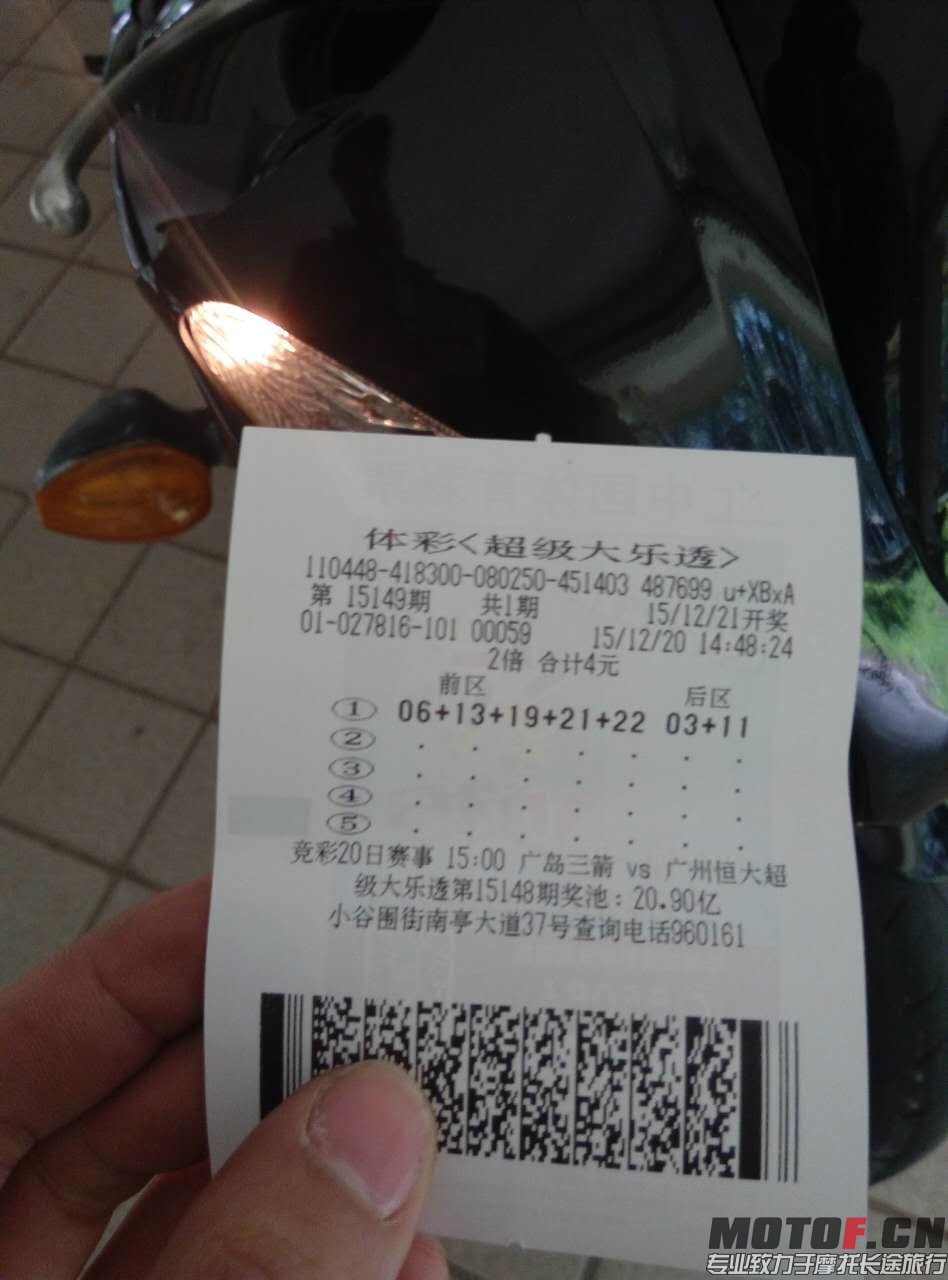 体彩<超级大乐透>
110448-418300-080250-451403 487699 u+XBxA
第 15149期 共1期 15/12/21开奖
01-027816-101 00059 15/12/20 14:48:24
2倍 合计4元
前区 后区
① 06+13+19+21+22 03+11
② . . . . . . .
③ . . . . . . .
④ . . . . . . .
⑤ . . . . . . .
竞彩20日赛事 15:00 广岛三箭 vs 广州恒大超
级大乐透第15148期奖池：20.90亿
小谷围街南亭大道37号查询电话960161
MOTOF.CN
专业致力于摩托长途旅行